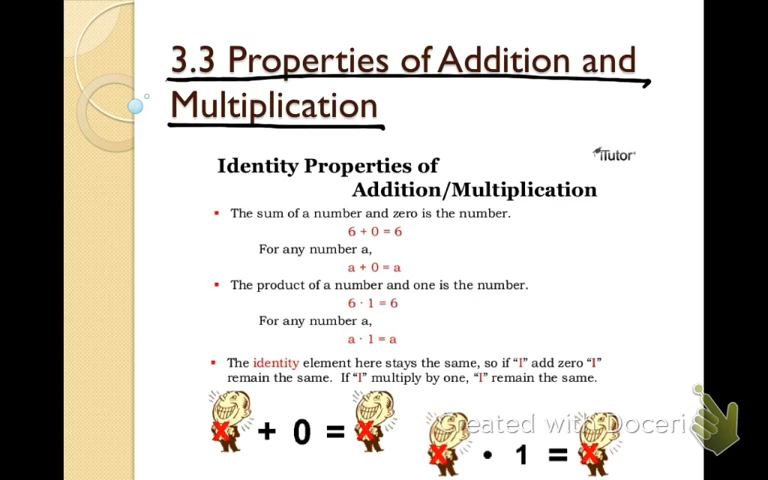 3.3 Properties of Addition and
Multiplication
iTutor
Identity Properties of
Addition/Multiplication
▪ The sum of a number and zero is the number.
6 + 0 = 6
For any number a,
a + 0 = a
▪ The product of a number and one is the number.
6 · 1 = 6
For any number a,
a · 1 = a
▪ The identity element here stays the same, so if “I” add zero “I”
remain the same. If “I” multiply by one, “I” remain the same.
x + 0 = x
x · 1 = x
Created with Doceri